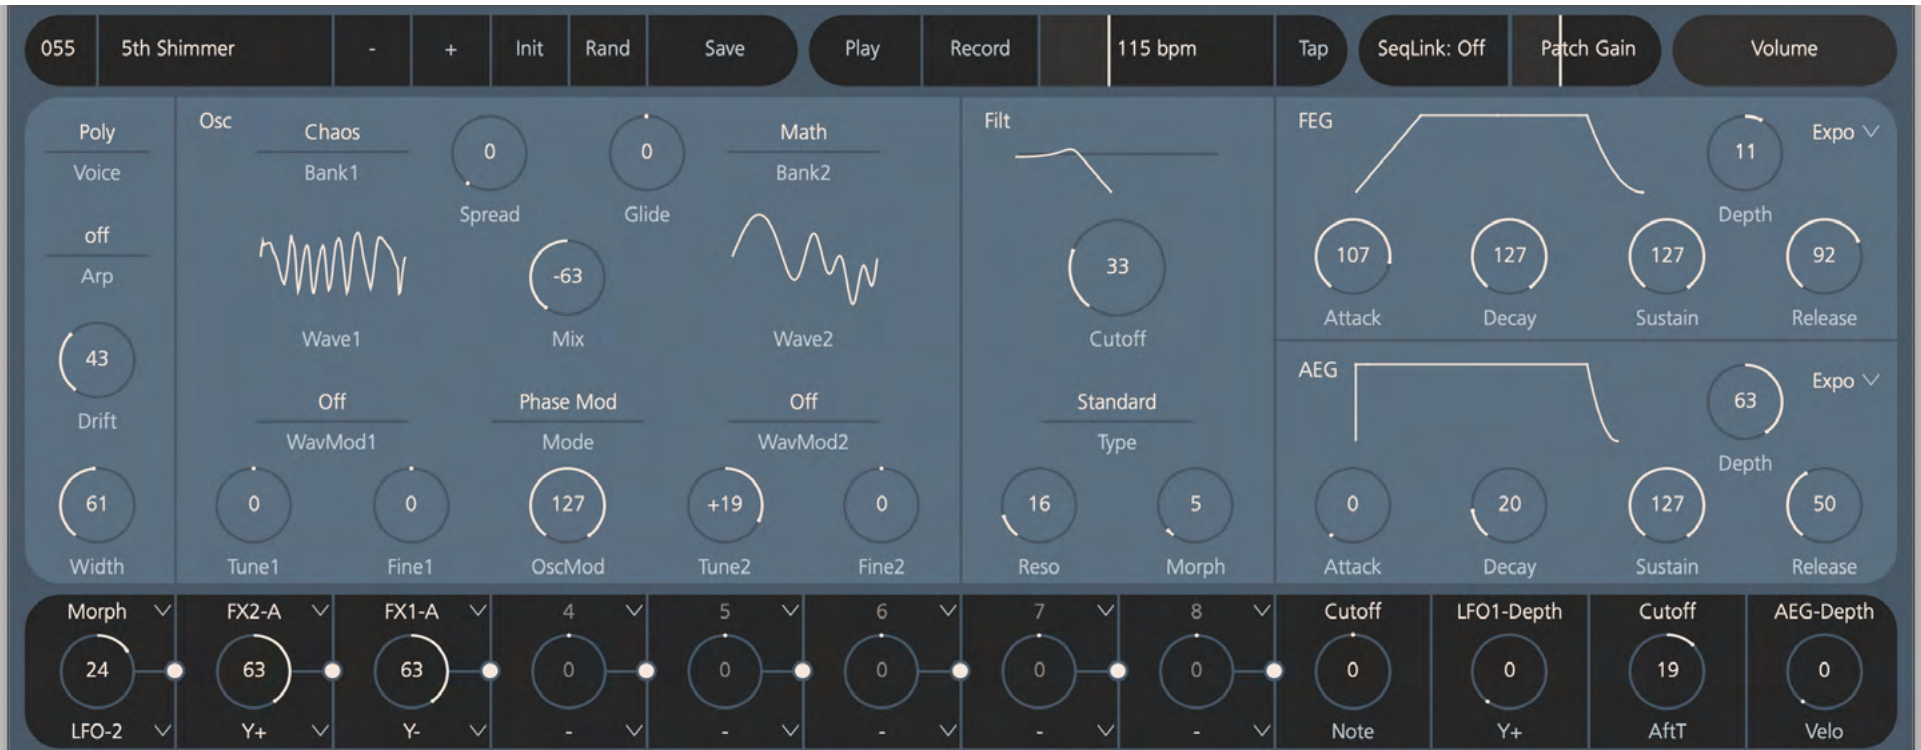 055 5th Shimmer - + Init Rand Save Play Record 115 bpm Tap SeqLink: Off Patch Gain Volume
Poly
Voice
off
Arp
43
Drift
61
Width
Osc
Chaos
Bank1
0
Spread
0
Glide
Math
Bank2
Wave1
-63
Mix
Wave2
Off
WavMod1
Phase Mod
Mode
Off
WavMod2
0
Tune1
0
Fine1
127
OscMod
+19
Tune2
0
Fine2
Filt
33
Cutoff
Standard
Type
16
Reso
5
Morph
FEG
11
Depth
Expo
107
Attack
127
Decay
127
Sustain
92
Release
AEG
63
Depth
Expo
0
Attack
20
Decay
127
Sustain
50
Release
Morph
24
LFO-2
FX2-A
63
Y+
FX1-A
63
Y-
4
0
-
5
0
-
6
0
-
7
0
-
8
0
-
Cutoff
0
Note
LFO1-Depth
0
Y+
Cutoff
19
AftT
AEG-Depth
0
Velo